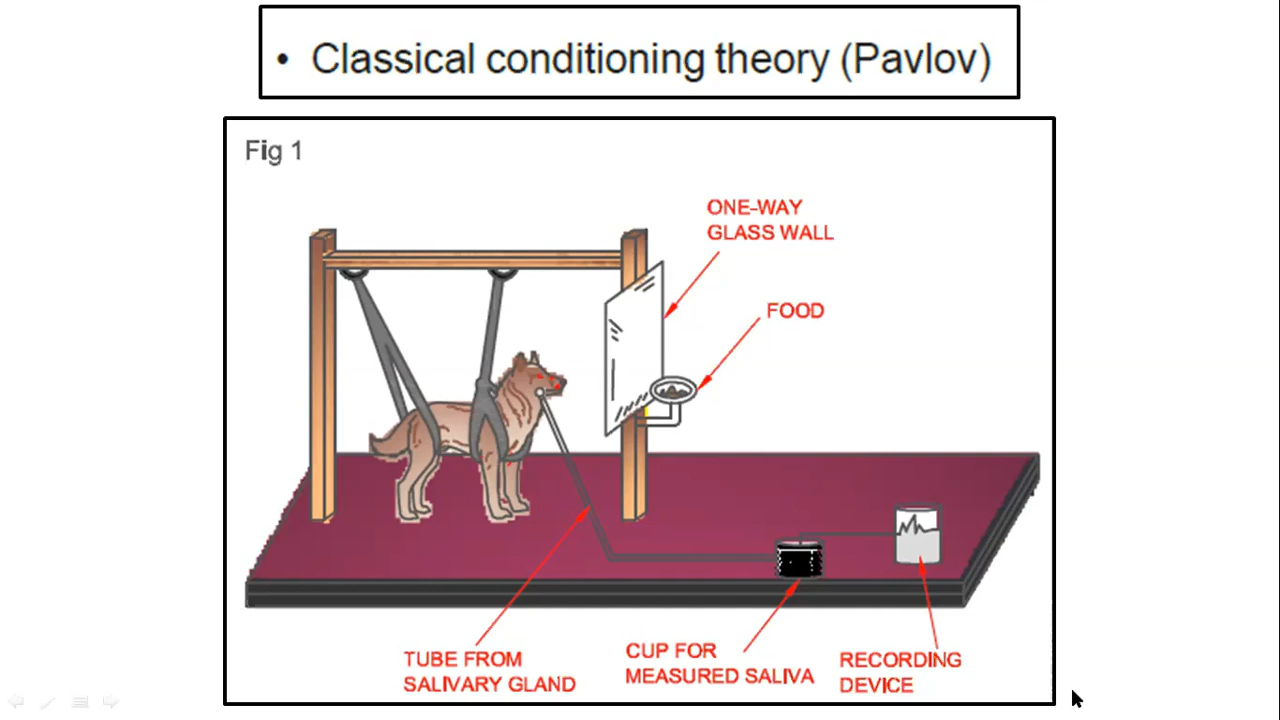 • Classical conditioning theory (Pavlov)
Fig 1
ONE-WAY
GLASS WALL
FOOD
TUBE FROM
SALIVARY GLAND
CUP FOR
MEASURED SALIVA
RECORDING
DEVICE